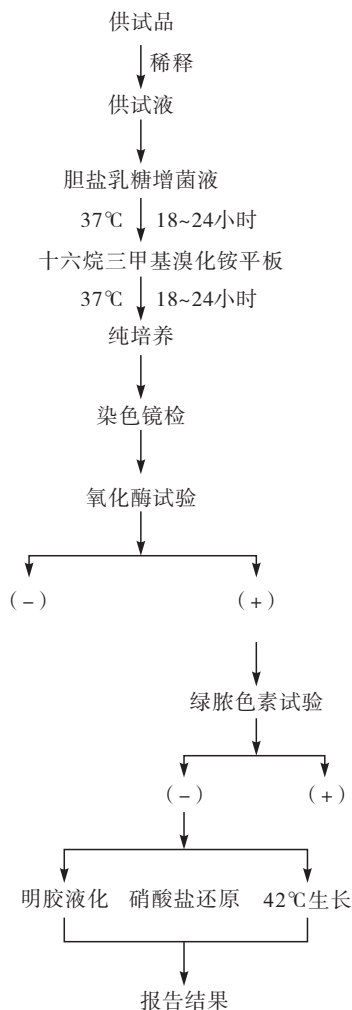 供试品
稀释
供试液
胆盐乳糖增菌液
37℃ 18~24小时
十六烷三甲基溴化铵平板
37℃ 18~24小时
纯培养
染色镜检
氧化酶试验
(-) (+)
绿脓色素试验
(-) (+)
明胶液化 硝酸盐还原 42℃生长
报告结果